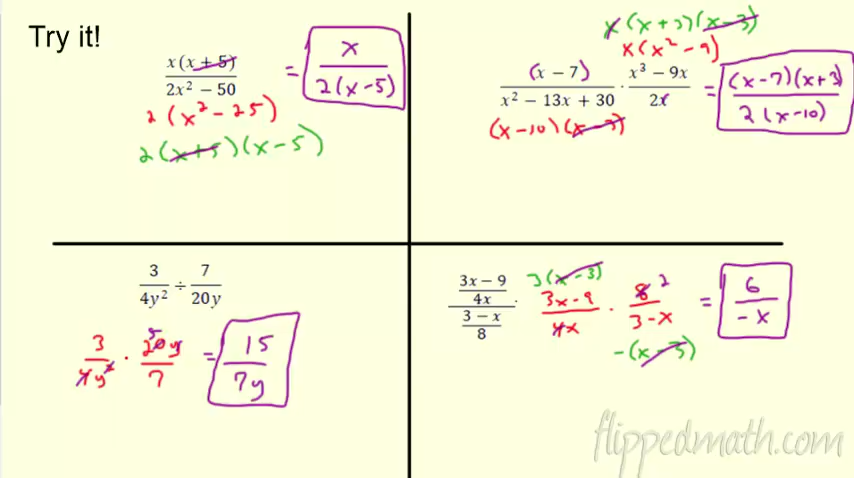 Try it!
x(x + 5) / 2x² − 50 = x / 2(x − 5)
2(x² − 25)
2(x+5)(x − 5)
x(x + 3)(x − 3)
x(x² − 9)
(x − 7) / x² − 13x + 30 · x³ − 9x / 2x = (x−7)(x+3) / 2(x−10)
(x−10)(x−3)
3 / 4y² ÷ 7 / 20y
3 / 4y² · 20y / 7 = 15 / 7y
5
3x − 9 / 4x
3 − x / 8
3(x − 3)
3x − 9 / 4x · 8 / 3 − x = 6 / −x
2
−(x − 3)
flippedmath.com